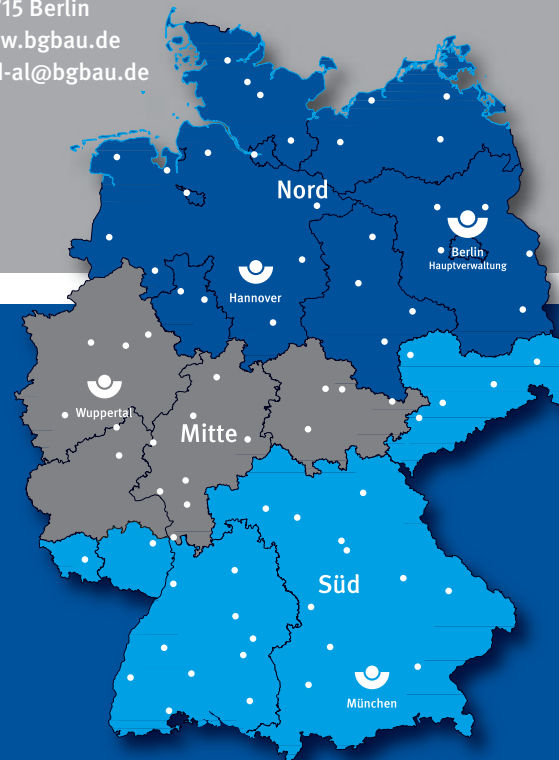 15 Berlin
w.bgbau.de
l-al@bgbau.de
Nord
Berlin
Hauptverwaltung
Hannover
Wuppertal
Mitte
Süd
München